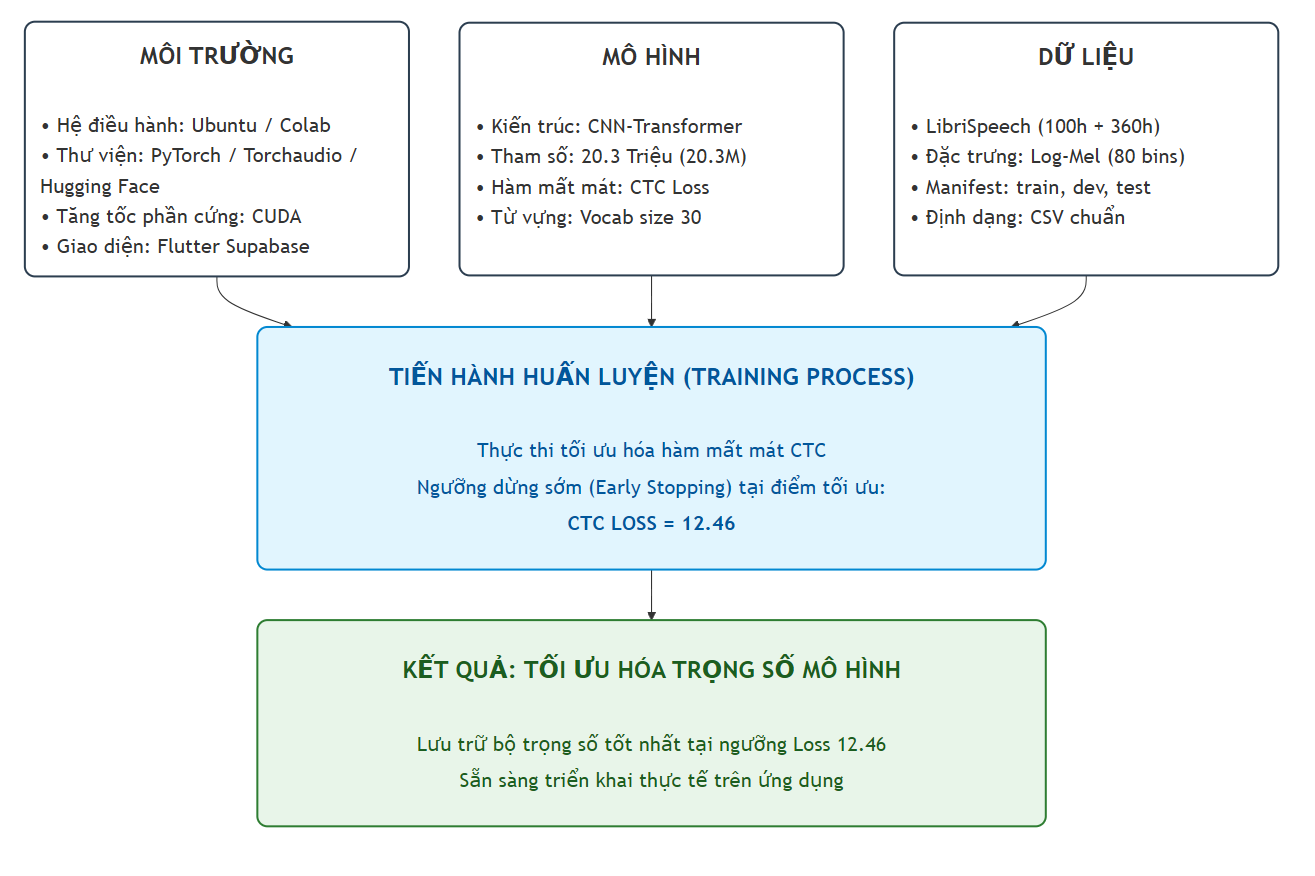 MÔI TRƯỜNG
• Hệ điều hành: Ubuntu / Colab
• Thư viện: PyTorch / Torchaudio /
Hugging Face
• Tăng tốc phần cứng: CUDA
• Giao diện: Flutter Supabase
MÔ HÌNH
• Kiến trúc: CNN-Transformer
• Tham số: 20.3 Triệu (20.3M)
• Hàm mất mát: CTC Loss
• Từ vựng: Vocab size 30
DỮ LIỆU
• LibriSpeech (100h + 360h)
• Đặc trưng: Log-Mel (80 bins)
• Manifest: train, dev, test
• Định dạng: CSV chuẩn
TIẾN HÀNH HUẤN LUYỆN (TRAINING PROCESS)
Thực thi tối ưu hóa hàm mất mát CTC
Ngưỡng dừng sớm (Early Stopping) tại điểm tối ưu:
CTC LOSS = 12.46
KẾT QUẢ: TỐI ƯU HÓA TRỌNG SỐ MÔ HÌNH
Lưu trữ bộ trọng số tốt nhất tại ngưỡng Loss 12.46
Sẵn sàng triển khai thực tế trên ứng dụng